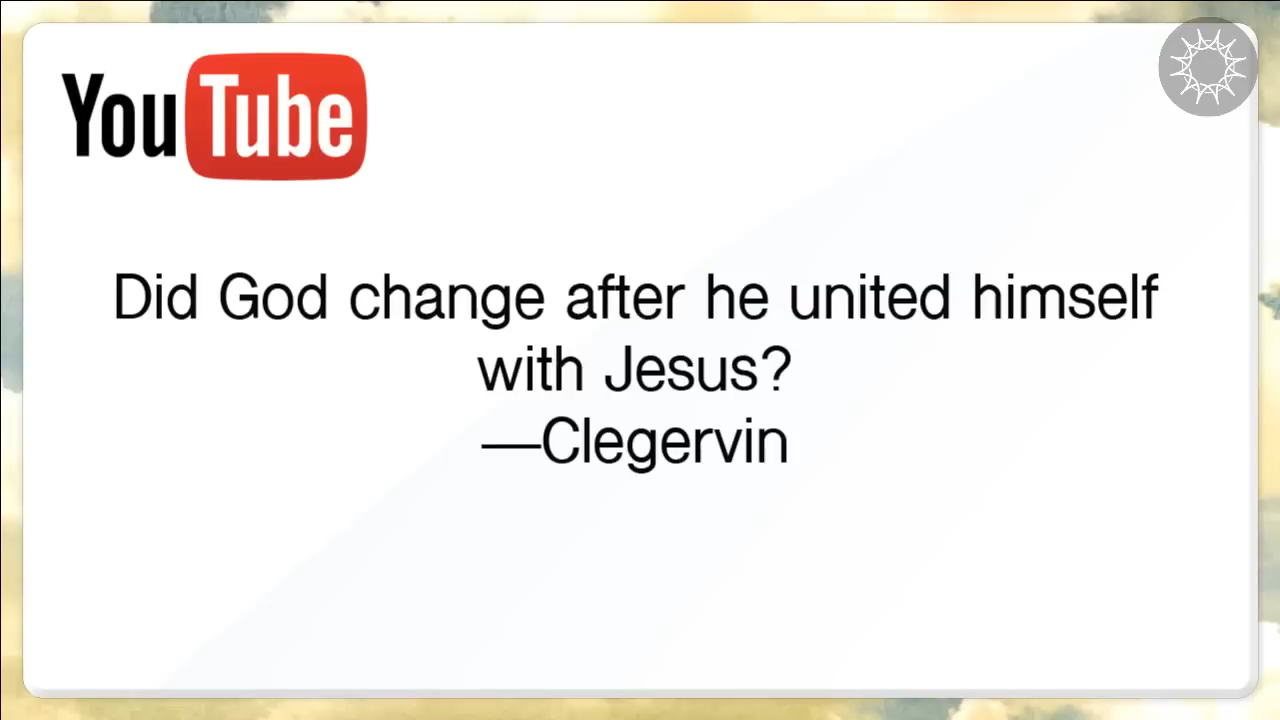 YouTube
Did God change after he united himself
with Jesus?
—Clegervin